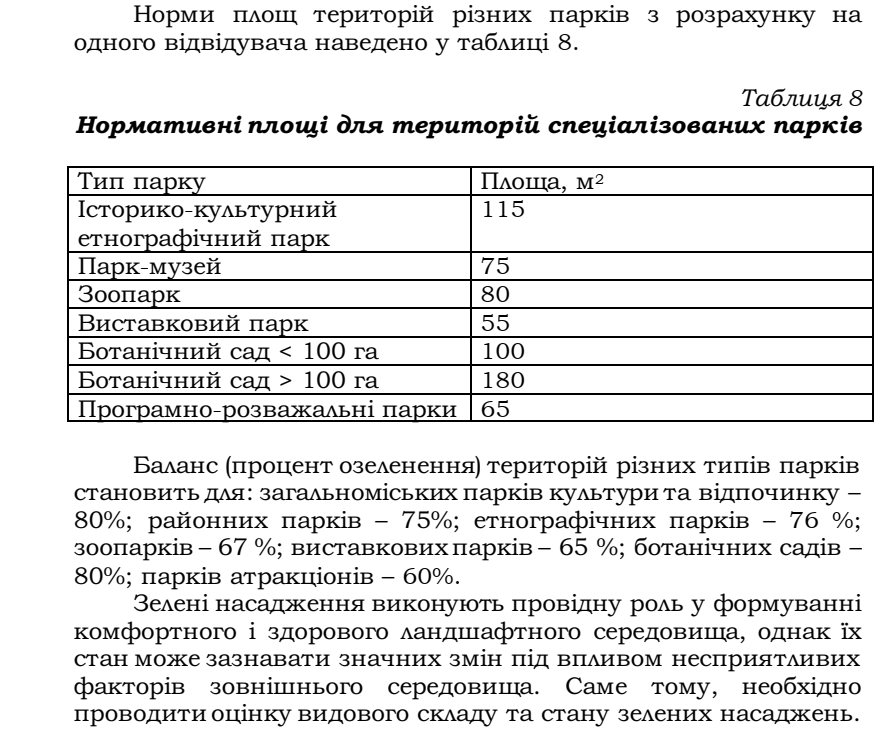 Норми площ територій різних парків з розрахунку на
одного відвідувача наведено у таблиці 8.
Таблиця 8
Нормативні площі для територій спеціалізованих парків
Тип парку Площа, м²
Історико-культурний 115
етнографічний парк
Парк-музей 75
Зоопарк 80
Виставковий парк 55
Ботанічний сад < 100 га 100
Ботанічний сад > 100 га 180
Програмно-розважальні парки 65
Баланс (процент озеленення) територій різних типів парків
становить для: загальноміських парків культури та відпочинку –
80%; районних парків – 75%; етнографічних парків – 76 %;
зоопарків – 67 %; виставкових парків – 65 %; ботанічних садів –
80%; парків атракціонів – 60%.
Зелені насадження виконують провідну роль у формуванні
комфортного і здорового ландшафтного середовища, однак їх
стан може зазнавати значних змін під впливом несприятливих
факторів зовнішнього середовища. Саме тому, необхідно
проводити оцінку видового складу та стану зелених насаджень.